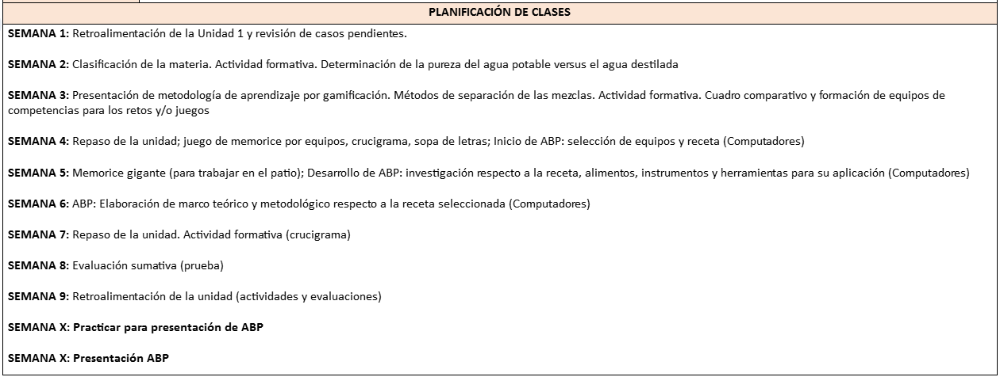 PLANIFICACIÓN DE CLASES
SEMANA 1: Retroalimentación de la Unidad 1 y revisión de casos pendientes.
SEMANA 2: Clasificación de la materia. Actividad formativa. Determinación de la pureza del agua potable versus el agua destilada
SEMANA 3: Presentación de metodología de aprendizaje por gamificación. Métodos de separación de las mezclas. Actividad formativa. Cuadro comparativo y formación de equipos de
competencias para los retos y/o juegos
SEMANA 4: Repaso de la unidad; juego de memorice por equipos, crucigrama, sopa de letras; Inicio de ABP: selección de equipos y receta (Computadores)
SEMANA 5: Memorice gigante (para trabajar en el patio); Desarrollo de ABP: investigación respecto a la receta, alimentos, instrumentos y herramientas para su aplicación (Computadores)
SEMANA 6: ABP: Elaboración de marco teórico y metodológico respecto a la receta seleccionada (Computadores)
SEMANA 7: Repaso de la unidad. Actividad formativa (crucigrama)
SEMANA 8: Evaluación sumativa (prueba)
SEMANA 9: Retroalimentación de la unidad (actividades y evaluaciones)
SEMANA X: Practicar para presentación de ABP
SEMANA X: Presentación ABP